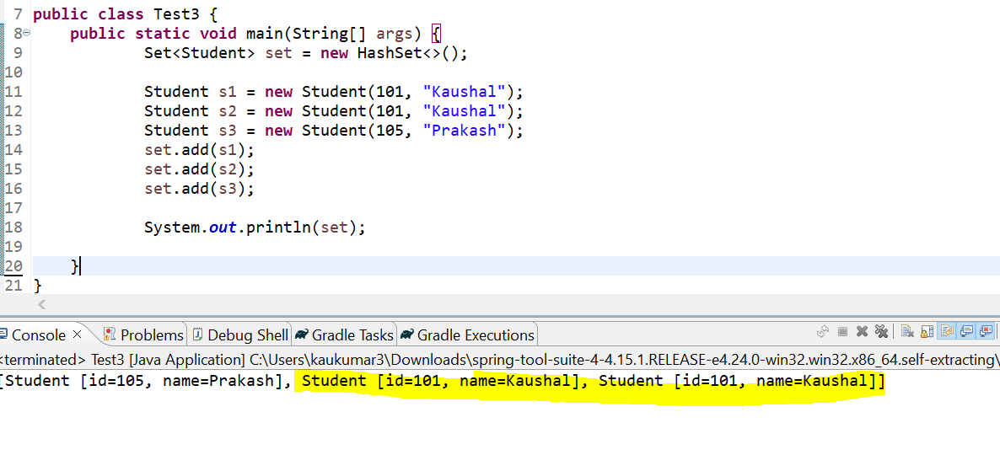 7 public class Test3 {
8 public static void main(String[] args) {
9 Set<Student> set = new HashSet<>();
10
11 Student s1 = new Student(101, "Kaushal");
12 Student s2 = new Student(101, "Kaushal");
13 Student s3 = new Student(105, "Prakash");
14 set.add(s1);
15 set.add(s2);
16 set.add(s3);
17
18 System.out.println(set);
19
20 }
21 }
Console Problems Debug Shell Gradle Tasks Gradle Executions
<terminated> Test3 [Java Application] C:\Users\kaukumar3\Downloads\spring-tool-suite-4-4.15.1.RELEASE-e4.24.0-win32.win32.x86_64.self-extracting\
[Student [id=105, name=Prakash], Student [id=101, name=Kaushal], Student [id=101, name=Kaushal]]